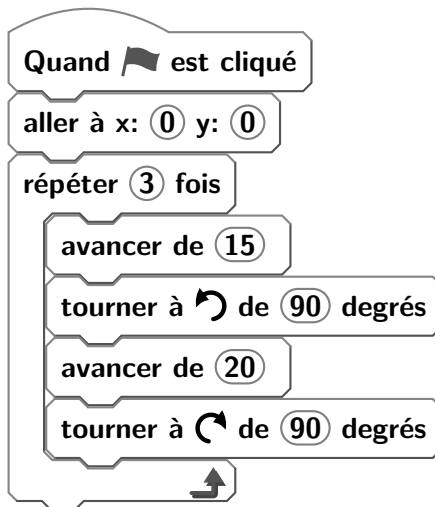 Quand est cliqué
aller à x: 0 y: 0
répéter 3 fois
avancer de 15
tourner à de 90 degrés
avancer de 20
tourner à de 90 degrés